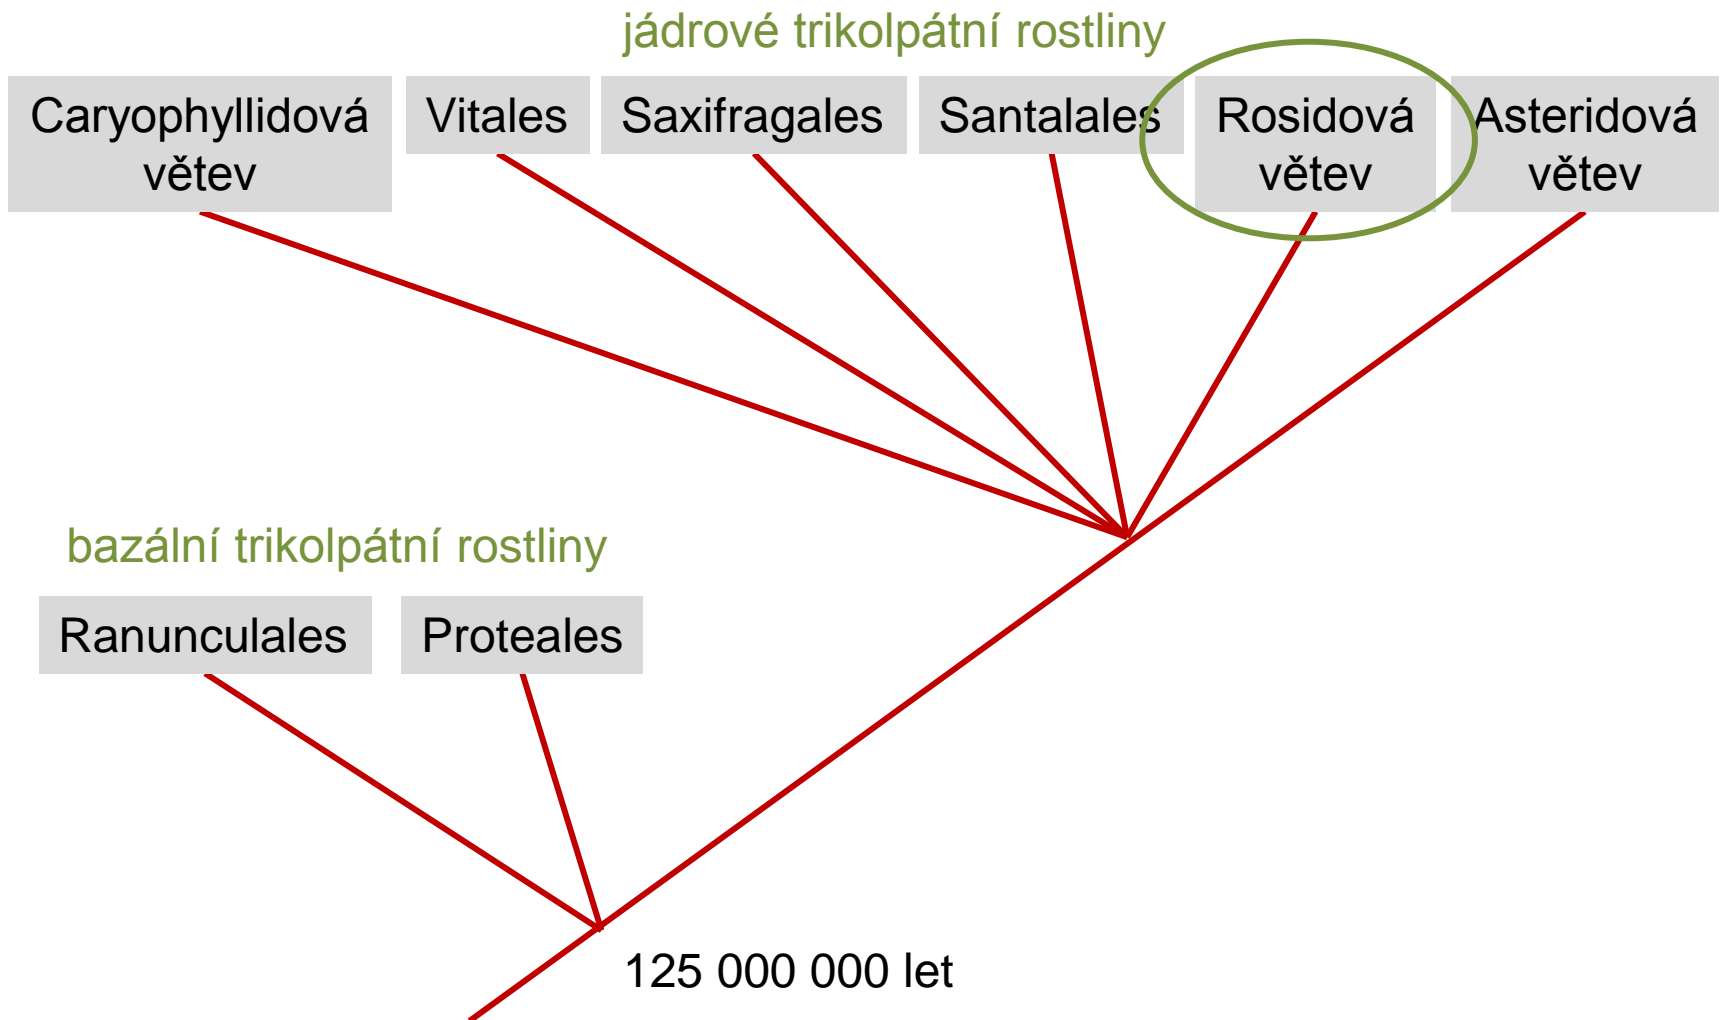 jádrové trikolpátní rostliny
Caryophyllidová
větev
Vitales
Saxifragales
Santalales
Rosidová
větev
Asteridová
větev
bazální trikolpátní rostliny
Ranunculales
Proteales
125 000 000 let